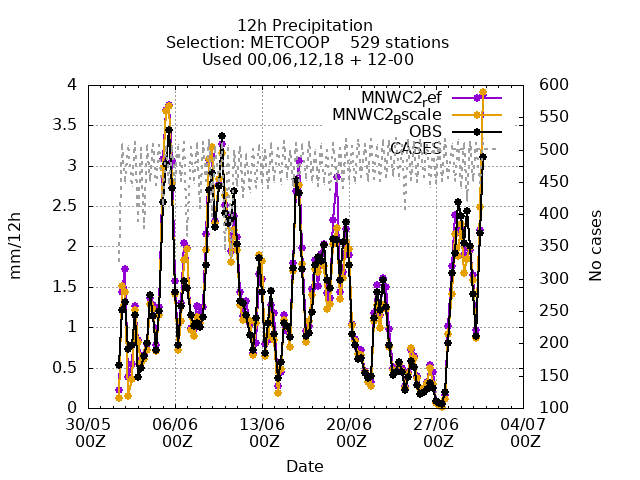 12h Precipitation
Selection: METCOOP 529 stations
Used 00,06,12,18 + 12-00
MNWC2ref
MNWC2Bscale
OBS
CASES
mm/12h
4
3.5
3
2.5
2
1.5
1
0.5
0
No cases
600
550
500
450
400
350
300
250
200
150
100
30/05 06/06 13/06 20/06 27/06 04/07
00Z 00Z 00Z 00Z 00Z 00Z
Date